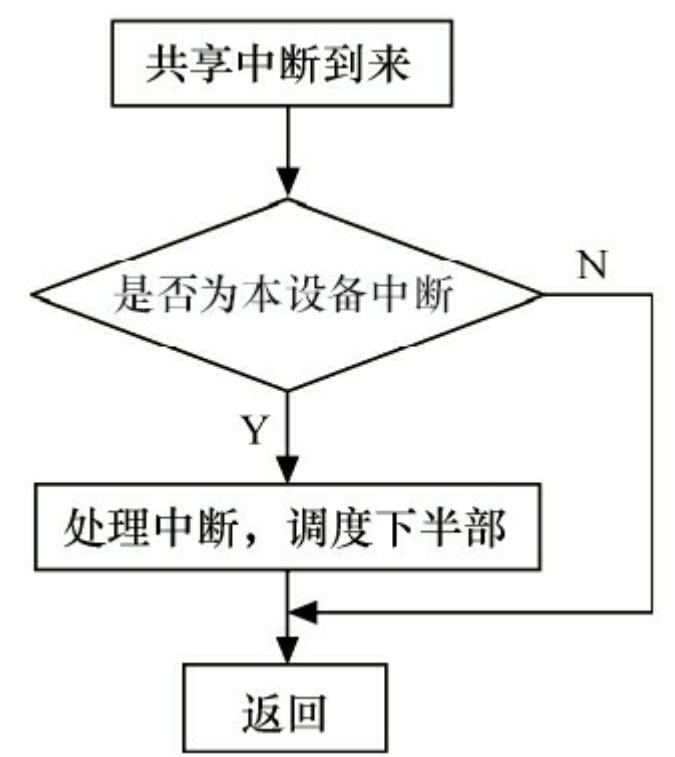 共享中断到来
是否为本设备中断
N
Y
处理中断，调度下半部
返回